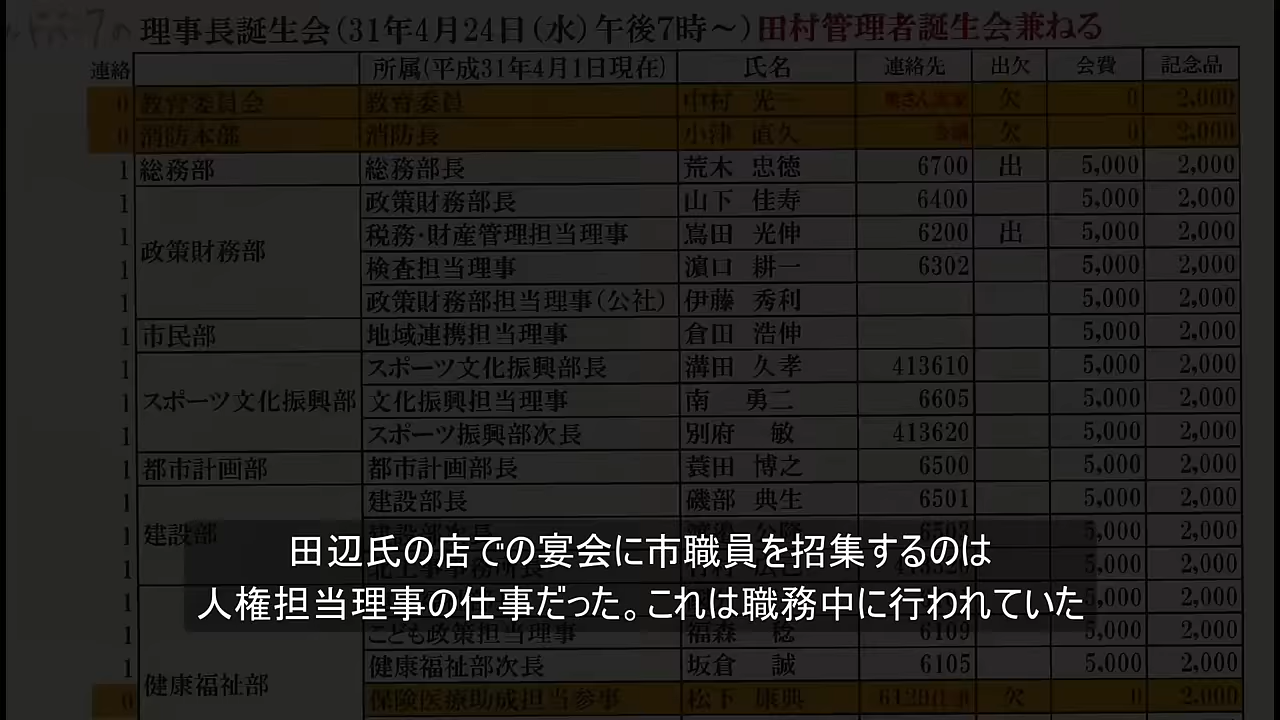 理事長誕生会(31年4月24日(水)午後7時～)田村管理者誕生会兼ねる
連絡 所属(平成31年4月1日現在) 氏名 連絡先 出欠 会費 記念品
0 教育委員会 教育委員 中村 光一 欠 0 2,000
0 消防本部 消防長 小津 直久 欠 0 2,000
1 総務部 総務部長 荒木 忠徳 6700 出 5,000 2,000
1 政策財務部 政策財務部長 山下 佳寿 6400 5,000 2,000
1 税務・財産管理担当理事 嶌田 光伸 6200 出 5,000 2,000
1 検査担当理事 濵口 耕一 6302 5,000 2,000
1 政策財務部担当理事(公社) 伊藤 秀利 5,000 2,000
1 市民部 地域連携担当理事 倉田 浩伸 5,000 2,000
1 スポーツ文化振興部 スポーツ文化振興部長 溝田 久孝 413610 5,000 2,000
1 文化振興担当理事 南 勇二 6605 5,000 2,000
1 スポーツ振興部次長 別府 敏 413620 5,000 2,000
1 都市計画部 都市計画部長 蓑田 博之 6500 5,000 2,000
1 建設部 建設部長 磯部 典生 6501 5,000 2,000
1 建設部次長 5,000 2,000
1 5,000 2,000
1 5,000 2,000
1 こども政策担当理事 福森 稔 6109 5,000 2,000
1 健康福祉部 健康福祉部次長 坂倉 誠 6105 5,000 2,000
0 保険医療助成担当参事 松下 康典 欠 0 2,000
田辺氏の店での宴会に市職員を招集するのは
人権担当理事の仕事だった。これは職務中に行われていた